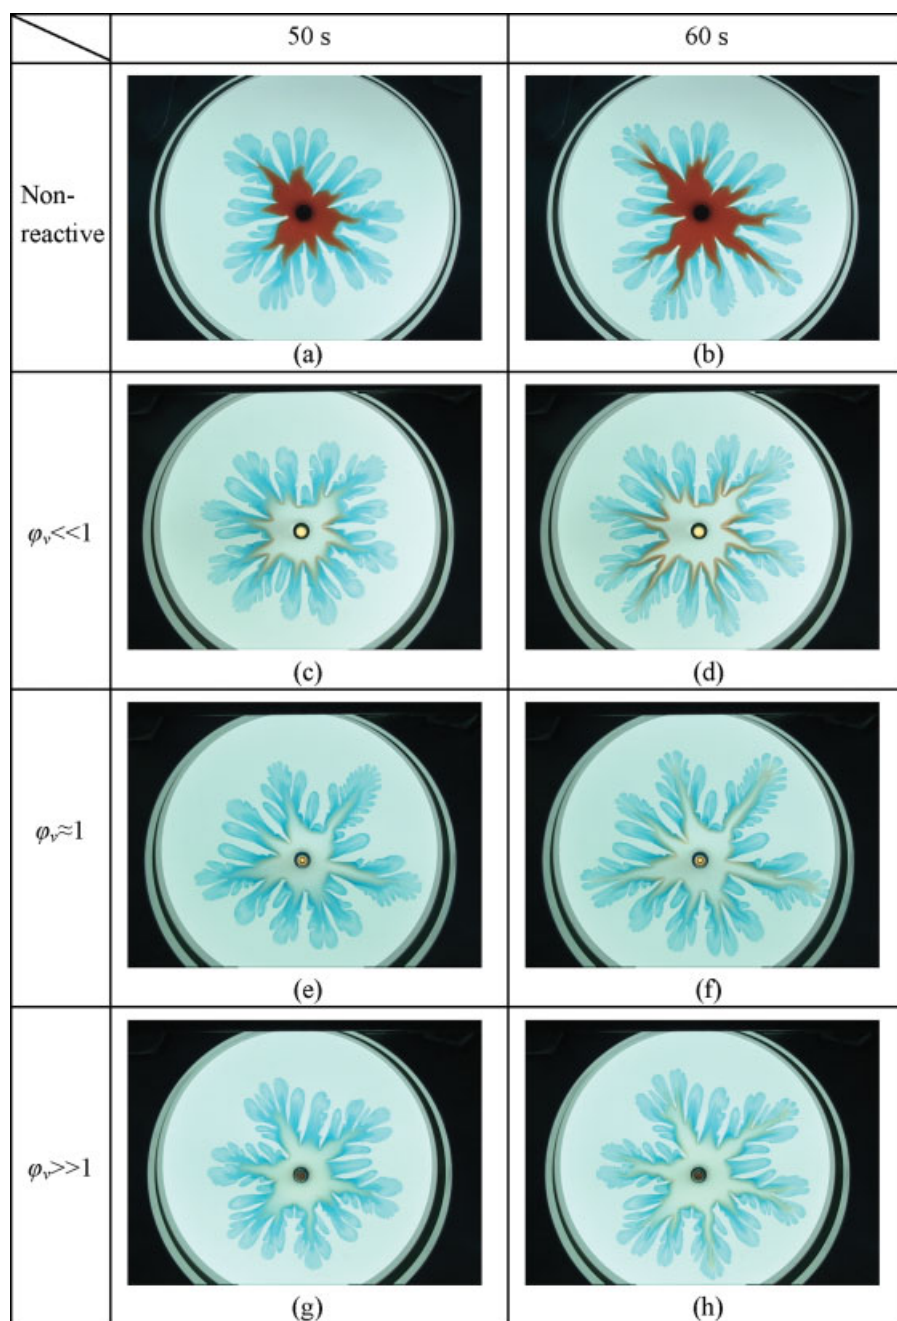 50 s
60 s
Non-
reactive
(a)
(b)
φᵥ<<1
(c)
(d)
φᵥ≈1
(e)
(f)
φᵥ>>1
(g)
(h)